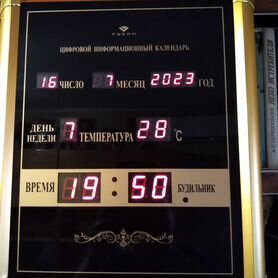 РУБИН
ЦИФРОВОЙ ИНФОРМАЦИОННЫЙ КАЛЕНДАРЬ
16 ЧИСЛО 7 МЕСЯЦ 2023 ГОД
ДЕНЬ НЕДЕЛИ 7 ТЕМПЕРАТУРА 28 °C
ВРЕМЯ 19:50 БУДИЛЬНИК